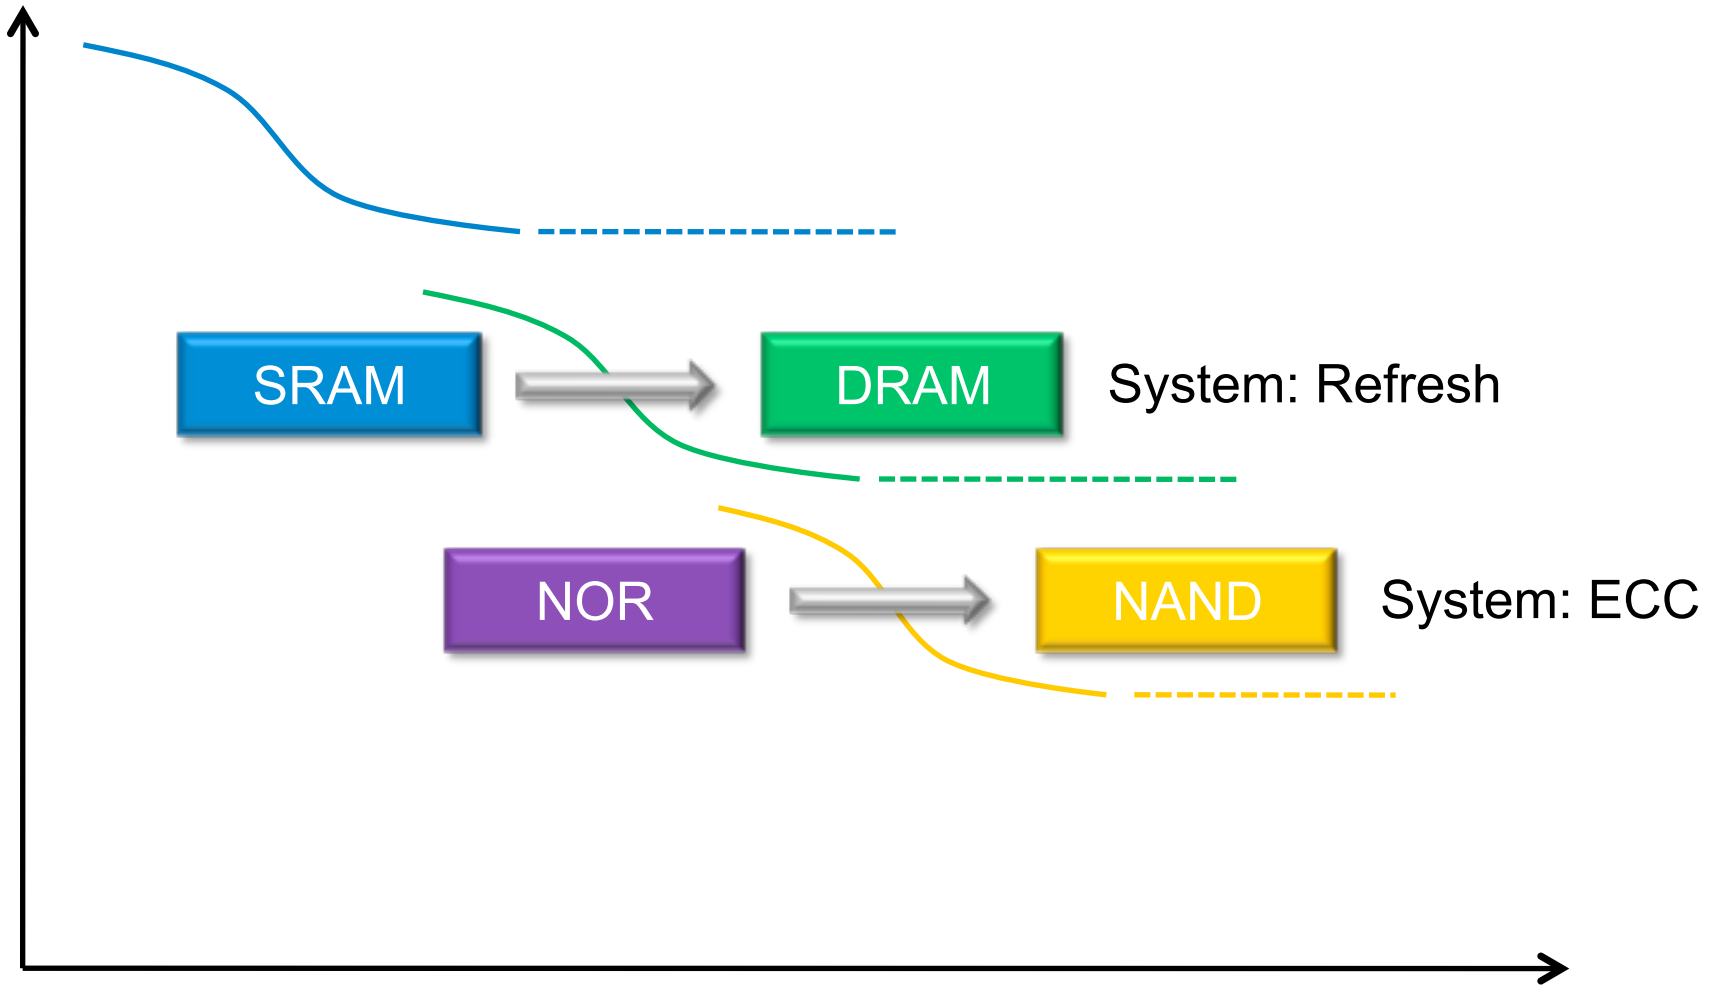 SRAM
DRAM
System: Refresh
NOR
NAND
System: ECC